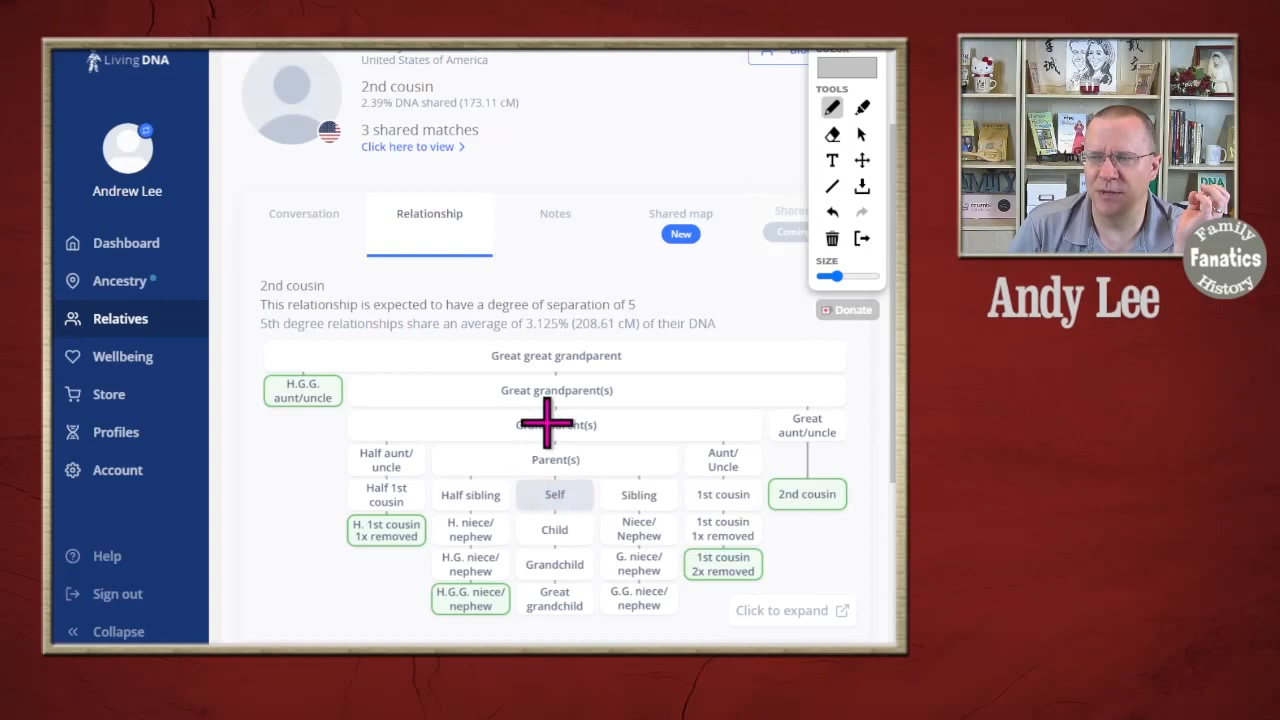 Living DNA
Andrew Lee
Dashboard
Ancestry
Relatives
Wellbeing
Store
Profiles
Account
Help
Sign out
Collapse
United States of America
2nd cousin
2.39% DNA shared (173.11 cM)
3 shared matches
Click here to view >
Conversation
Relationship
Notes
Shared map
New
Shared
2nd cousin
This relationship is expected to have a degree of separation of 5
5th degree relationships share an average of 3.125% (208.61 cM) of their DNA
Great great grandparent
H.G.G.
aunt/uncle
Great grandparent(s)
Great
aunt/uncle
Half aunt/
uncle
Parent(s)
Aunt/
Uncle
Half 1st
cousin
Half sibling
Self
Sibling
1st cousin
2nd cousin
H. 1st cousin
1x removed
H. niece/
nephew
Child
Niece/
Nephew
1st cousin
1x removed
H.G. niece/
nephew
Grandchild
G. niece/
nephew
1st cousin
2x removed
H.G.G. niece/
nephew
Great
grandchild
G.G. niece/
nephew
Click to expand
COLOR
TOOLS
T
SIZE
Donate
DNA
Family
Fanatics
History
Andy Lee